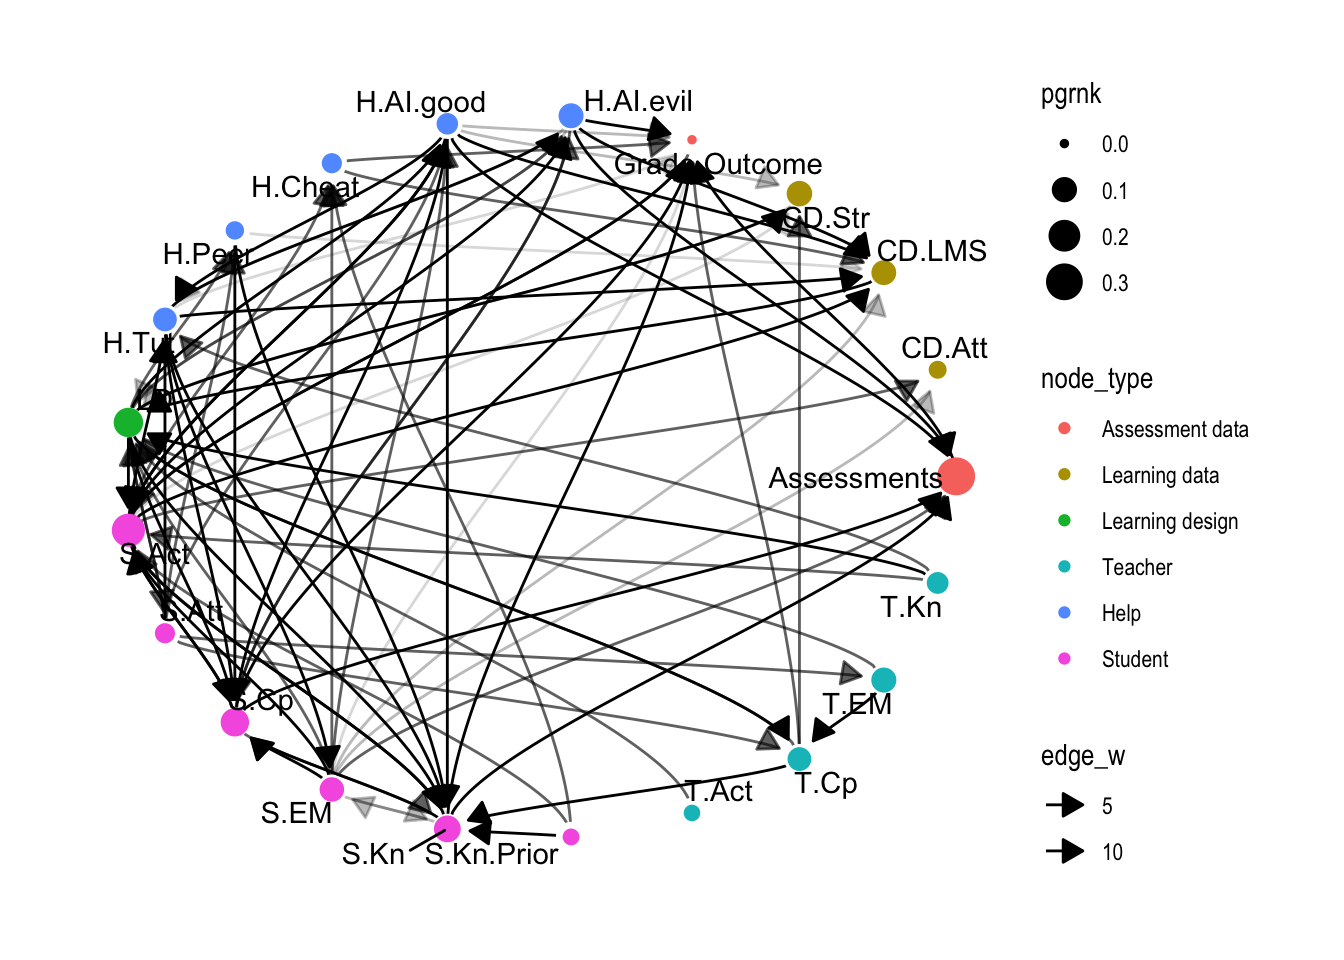 H.AI.good
H.AI.evil
Grade.Outcome
H.Cheat
CD.Str
CD.LMS
H.Peer
H.Tut
CD.Att
Assessments
S.Act
S.Att
T.Kn
S.Cp
T.EM
T.Act
T.Cp
S.EM
S.Kn
S.Kn.Prior
pgrnk
0.0
0.1
0.2
0.3
node_type
Assessment data
Learning data
Learning design
Teacher
Help
Student
edge_w
5
10